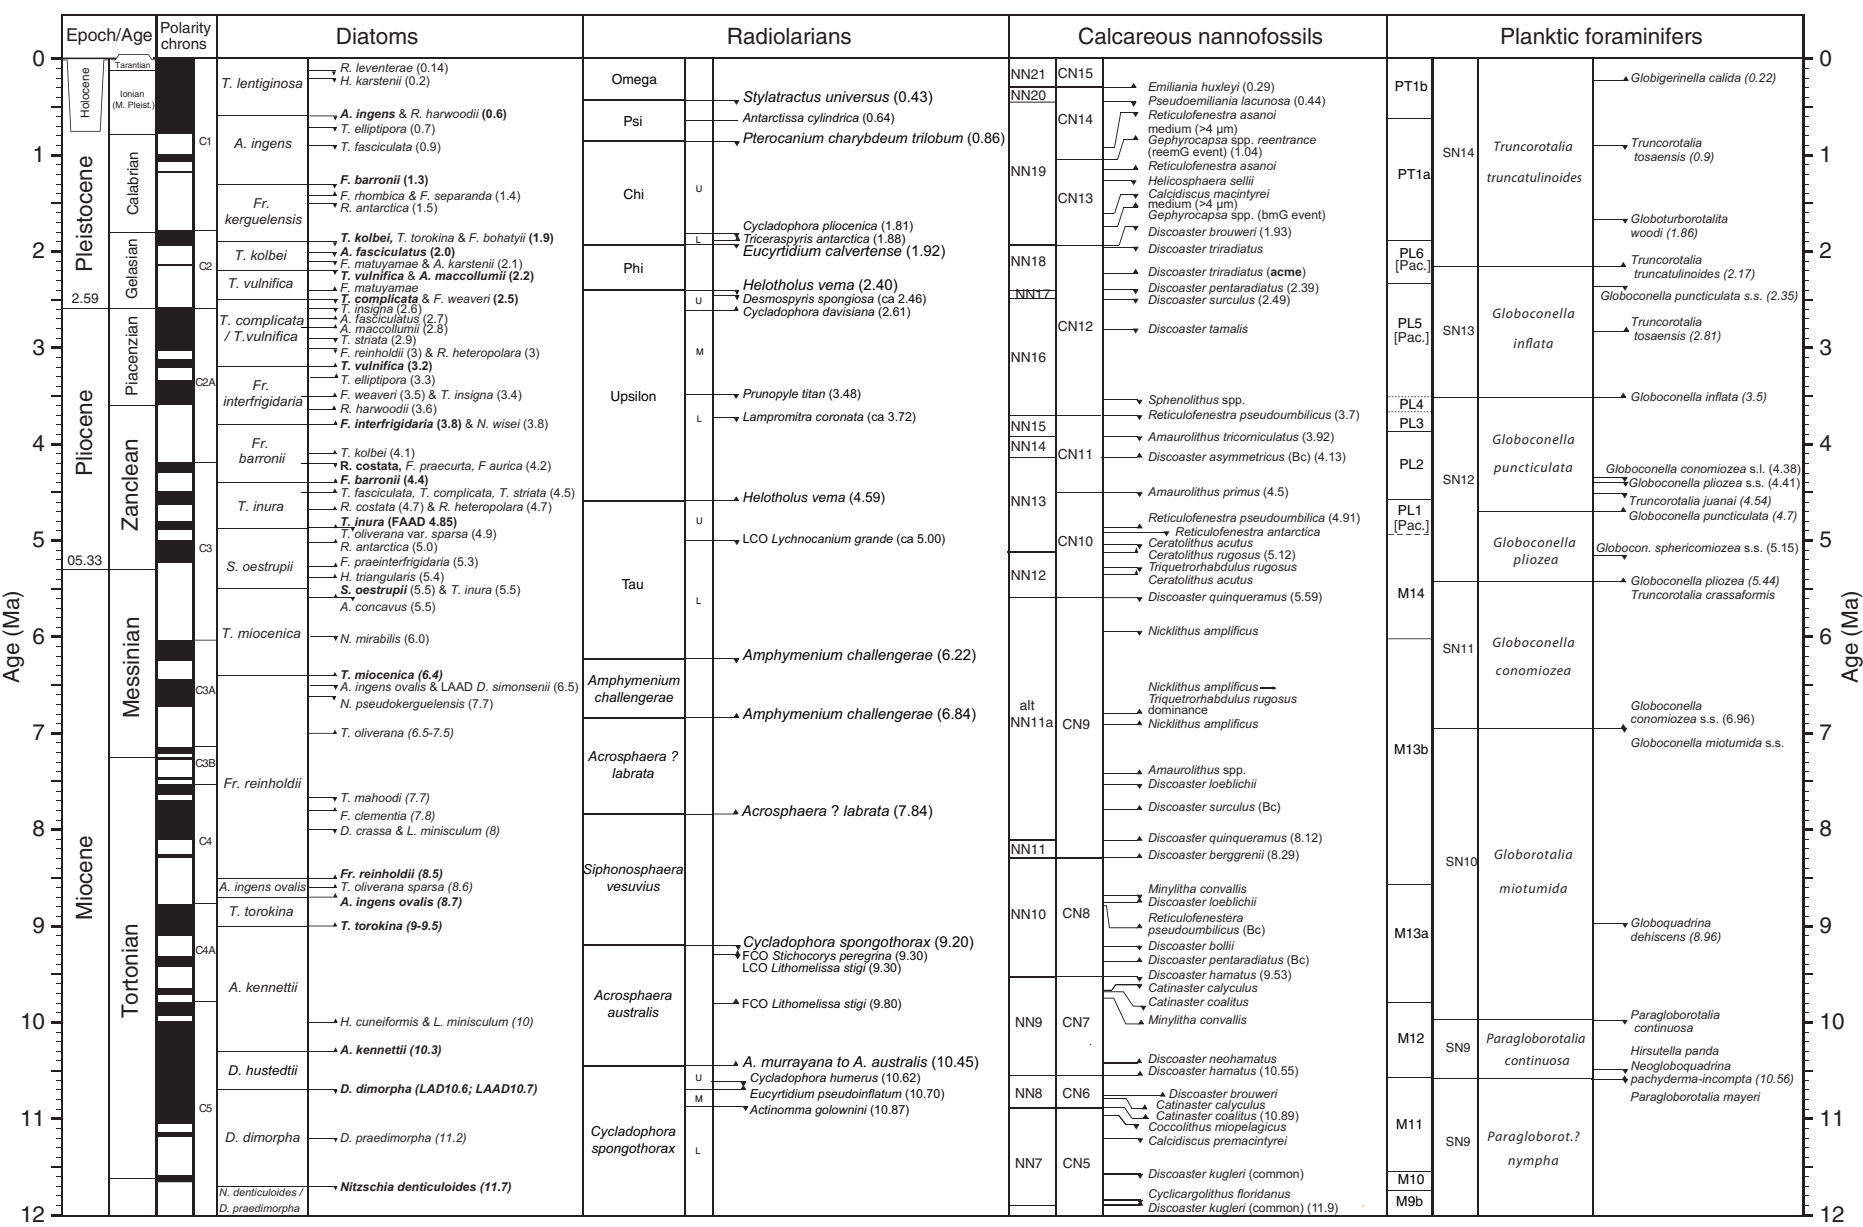 Epoch/Age
Polarity
chrons
Diatoms
Radiolarians
Calcareous nannofossils
Planktic foraminifers
Age (Ma)
0
1
2
3
4
5
6
7
8
9
10
11
12
Holocene
Pleistocene
2.59
Pliocene
05.33
Miocene
Tarantian
Ionian
(M. Pleist.)
Calabrian
Gelasian
Piacenzian
Zanclean
Messinian
Tortonian
C1
C2
C2A
C3
C3A
C3B
C4
C4A
C5
T. lentiginosa
A. ingens
Fr.
kerguelensis
T. kolbei
T. vulnifica
T. complicata
/ T.vulnifica
Fr.
interfrigidaria
Fr.
barronii
T. inura
S. oestrupii
T. miocenica
Fr. reinholdii
A. ingens ovalis
T. torokina
A. kennettii
D. hustedtii
D. dimorpha
N. denticuloides /
D. praedimorpha
R. leventerae (0.14)
H. karstenii (0.2)
A. ingens & R. harwoodii (0.6)
T. elliptipora (0.7)
T. fasciculata (0.9)
F. barronii (1.3)
F. rhombica & F. separanda (1.4)
R. antarctica (1.5)
T. kolbei, T. torokina & F. bohatyii (1.9)
A. fasciculatus (2.0)
F. matuyamae & A. karstenii (2.1)
T. vulnifica & A. maccollumii (2.2)
F. matuyamae
T. complicata & F. weaveri (2.5)
T. insigna (2.6)
A. fasciculatus (2.7)
A. maccollumii (2.8)
T. striata (2.9)
F. reinholdii (3) & R. heteropolara (3)
T. vulnifica (3.2)
T. elliptipora (3.3)
F. weaveri (3.5) & T. insigna (3.4)
R. harwoodii (3.6)
F. interfrigidaria (3.8) & N. wisei (3.8)
T. kolbei (4.1)
R. costata, F. praecurta, F aurica (4.2)
F. barronii (4.4)
T. fasciculata, T. complicata, T. striata (4.5)
R. costata (4.7) & R. heteropolara (4.7)
T. inura (FAAD 4.85)
T. oliverana var. sparsa (4.9)
R. antarctica (5.0)
F. praeinterfrigidaria (5.3)
H. triangularis (5.4)
S. oestrupii (5.5) & T. inura (5.5)
A. concavus (5.5)
N. mirabilis (6.0)
T. miocenica (6.4)
A. ingens ovalis & LAAD D. simonsenii (6.5)
N. pseudokerguelensis (7.7)
T. oliverana (6.5-7.5)
T. mahoodi (7.7)
F. clementia (7.8)
D. crassa & L. minisculum (8)
Fr. reinholdii (8.5)
T. oliverana sparsa (8.6)
A. ingens ovalis (8.7)
T. torokina (9-9.5)
H. cuneiformis & L. minisculum (10)
A. kennettii (10.3)
D. dimorpha (LAD10.6; LAAD10.7)
D. praedimorpha (11.2)
Nitzschia denticuloides (11.7)
Omega
Psi
Chi
Phi
Upsilon
Tau
Amphymenium
challengerae
Acrosphaera ?
labrata
Siphonosphaera
vesuvius
Acrosphaera
australis
Cycladophora
spongothorax
U
L
U
M
L
U
L
U
M
L
Stylatractus universus (0.43)
Antarctissa cylindrica (0.64)
Pterocanium charybdeum trilobum (0.86)
Cycladophora pliocenica (1.81)
Triceraspyris antarctica (1.88)
Eucyrtidium calvertense (1.92)
Helotholus vema (2.40)
Desmospyris spongiosa (ca 2.46)
Cycladophora davisiana (2.61)
Prunopyle titan (3.48)
Lampromitra coronata (ca 3.72)
Helotholus vema (4.59)
LCO Lychnocanium grande (ca 5.00)
Amphymenium challengerae (6.22)
Amphymenium challengerae (6.84)
Acrosphaera ? labrata (7.84)
Cycladophora spongothorax (9.20)
FCO Stichocorys peregrina (9.30)
LCO Lithomelissa stigi (9.30)
FCO Lithomelissa stigi (9.80)
A. murrayana to A. australis (10.45)
Cycladophora humerus (10.62)
Eucyrtidium pseudoinflatum (10.70)
Actinomma golownini (10.87)
NN21
NN20
NN19
NN18
NN17
NN16
NN15
NN14
NN13
NN12
alt
NN11a
NN11
NN10
NN9
NN8
NN7
CN15
CN14
CN13
CN12
CN11
CN10
CN9
CN8
CN7
CN6
CN5
Emiliania huxleyi (0.29)
Pseudoemiliania lacunosa (0.44)
Reticulofenestra asanoi
medium (>4 µm)
Gephyrocapsa spp. reentrance
(reemG event) (1.04)
Reticulofenestra asanoi
Helicosphaera sellii
Calcidiscus macintyrei
medium (>4 µm)
Gephyrocapsa spp. (bmG event)
Discoaster brouweri (1.93)
Discoaster triradiatus
Discoaster triradiatus (acme)
Discoaster pentaradiatus (2.39)
Discoaster surculus (2.49)
Discoaster tamalis
Sphenolithus spp.
Reticulofenestra pseudoumbilicus (3.7)
Amaurolithus tricorniculatus (3.92)
Discoaster asymmetricus (Bc) (4.13)
Amaurolithus primus (4.5)
Reticulofenestra pseudoumbilica (4.91)
Reticulofenestra antarctica
Ceratolithus acutus
Ceratolithus rugosus (5.12)
Triquetrorhabdulus rugosus
Ceratolithus acutus
Discoaster quinqueramus (5.59)
Nicklithus amplificus
Nicklithus amplificus
Triquetrorhabdulus rugosus
dominance
Nicklithus amplificus
Amaurolithus spp.
Discoaster loeblichii
Discoaster surculus (Bc)
Discoaster quinqueramus (8.12)
Discoaster berggrenii (8.29)
Minylitha convallis
Discoaster loeblichii
Reticulofenestera
pseudoumbilicus (Bc)
Discoaster bollii
Discoaster pentaradiatus (Bc)
Discoaster hamatus (9.53)
Catinaster calyculus
Catinaster coalitus
Minylitha convallis
Discoaster neohamatus
Discoaster hamatus (10.55)
Discoaster brouweri
Catinaster calyculus
Catinaster coalitus (10.89)
Coccolithus miopelagicus
Calcidiscus premacintyrei
Discoaster kugleri (common)
Cyclicargolithus floridanus
Discoaster kugleri (common) (11.9)
PT1b
PT1a
PL6
[Pac.]
PL5
[Pac.]
PL4
PL3
PL2
PL1
[Pac.]
M14
M13b
M13a
M12
M11
M10
M9b
SN14
SN13
SN12
SN11
SN10
SN9
SN9
Truncorotalia
truncatulinoides
Globoconella
inflata
Globoconella
puncticulata
Globoconella
pliozea
Globoconella
conomiozea
Globorotalia
miotumida
Paragloborotalia
continuosa
Paragloborot.?
nympha
Globigerinella calida (0.22)
Truncorotalia
tosaensis (0.9)
Globoturborotalita
woodi (1.86)
Truncorotalia
truncatulinoides (2.17)
Globoconella puncticulata s.s. (2.35)
Truncorotalia
tosaensis (2.81)
Globoconella inflata (3.5)
Globoconella conomiozea s.l. (4.38)
Globoconella pliozea s.s. (4.41)
Truncorotalia juanai (4.54)
Globoconella puncticulata (4.7)
Globocon. sphericomiozea s.s. (5.15)
Globoconella pliozea (5.44)
Truncorotalia crassaformis
Globoconella
conomiozea s.s. (6.96)
Globoconella miotumida s.s.
Globoquadrina
dehiscens (8.96)
Paragloborotalia
continuosa
Hirsutella panda
Neogloboquadrina
pachyderma-incompta (10.56)
Paragloborotalia mayeri
0
1
2
3
4
5
6
7
8
9
10
11
12
Age (Ma)